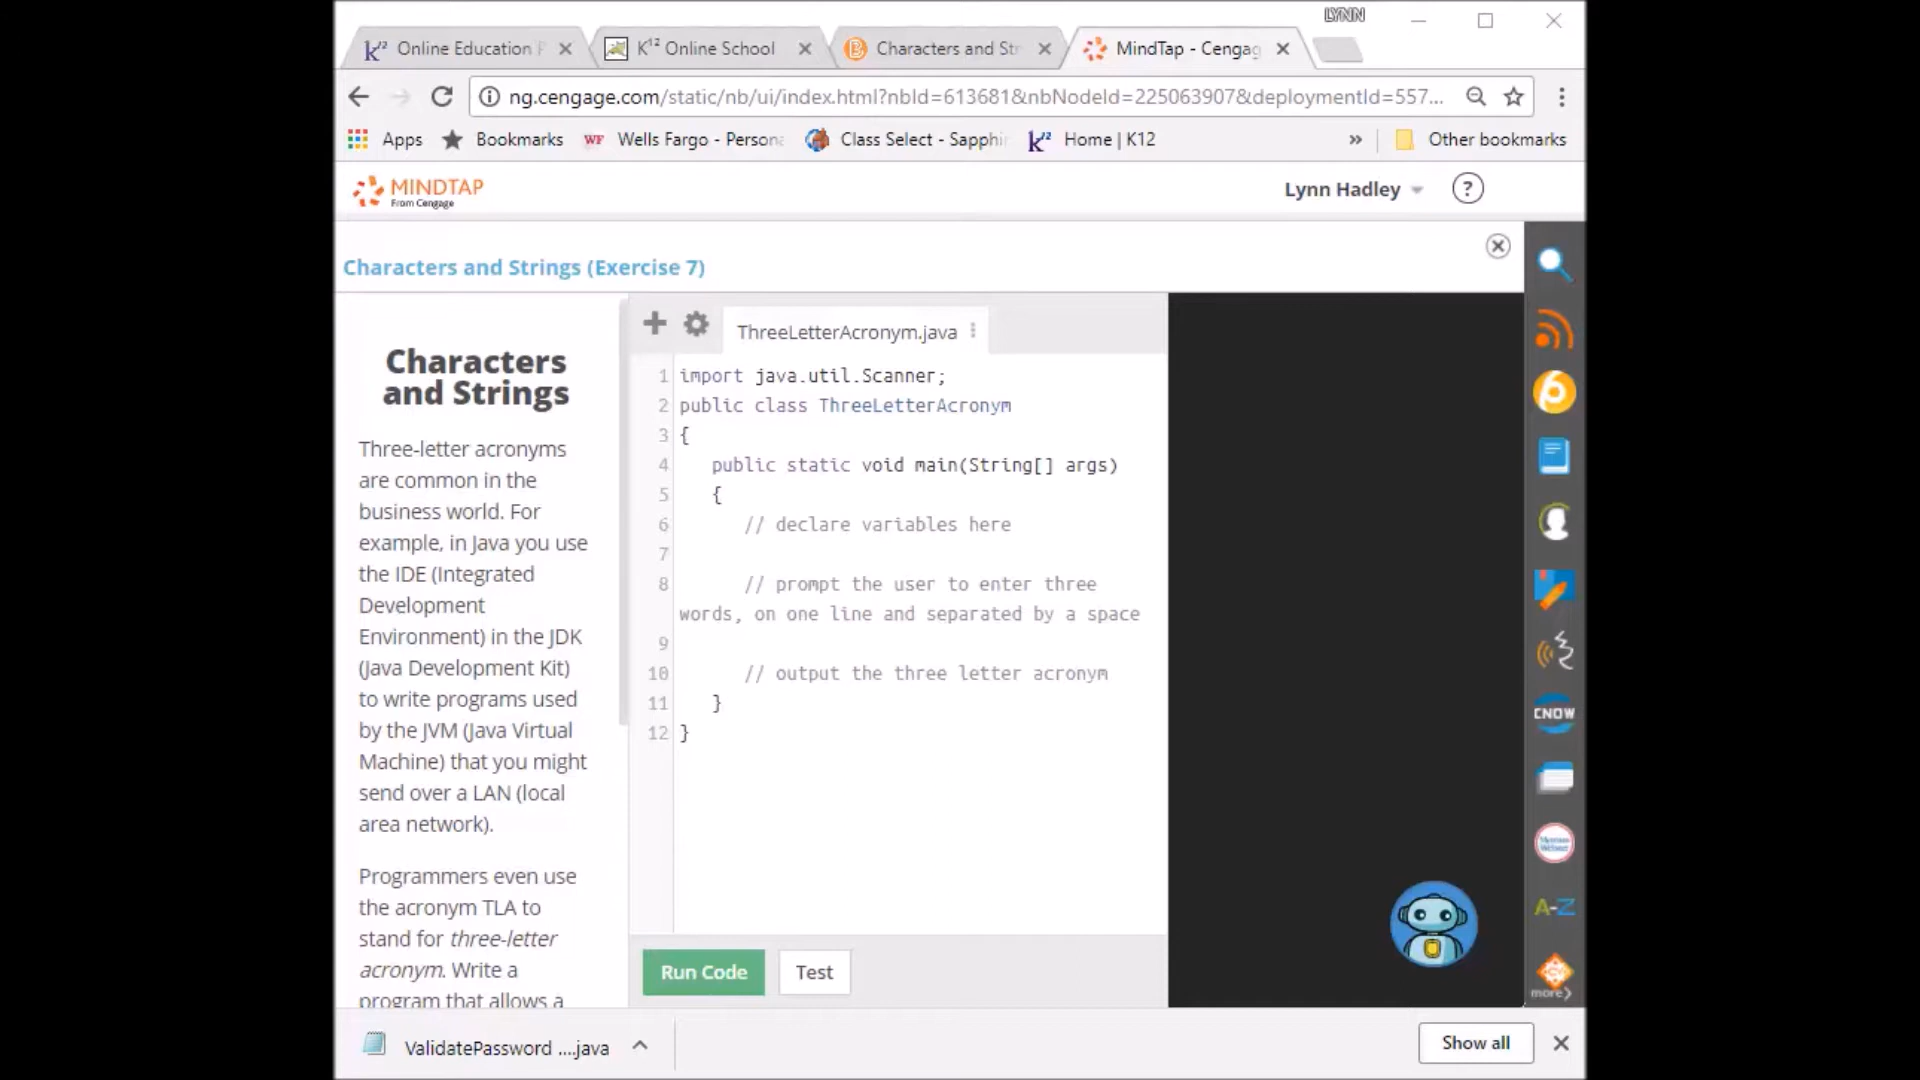 LYNN
k¹² Online Education P
K¹² Online School
Characters and Str
MindTap - Cengag
ng.cengage.com/static/nb/ui/index.html?nbId=613681&nbNodeId=225063907&deploymentId=557...
Apps
Bookmarks
WF Wells Fargo - Persona
Class Select - Sapphi
k¹² Home | K12
»
Other bookmarks
MINDTAP
From Cengage
Lynn Hadley
?
Characters and Strings (Exercise 7)
Characters
and Strings
Three-letter acronyms
are common in the
business world. For
example, in Java you use
the IDE (Integrated
Development
Environment) in the JDK
(Java Development Kit)
to write programs used
by the JVM (Java Virtual
Machine) that you might
send over a LAN (local
area network).
Programmers even use
the acronym TLA to
stand for three-letter
acronym. Write a
program that allows a
ThreeLetterAcronym.java
1 import java.util.Scanner;
2 public class ThreeLetterAcronym
3 {
4 public static void main(String[] args)
5 {
6 // declare variables here
7
8 // prompt the user to enter three
words, on one line and separated by a space
9
10 // output the three letter acronym
11 }
12 }
Run Code
Test
CNOW
Merriam
Webster
A-Z
more
ValidatePassword ....java
Show all